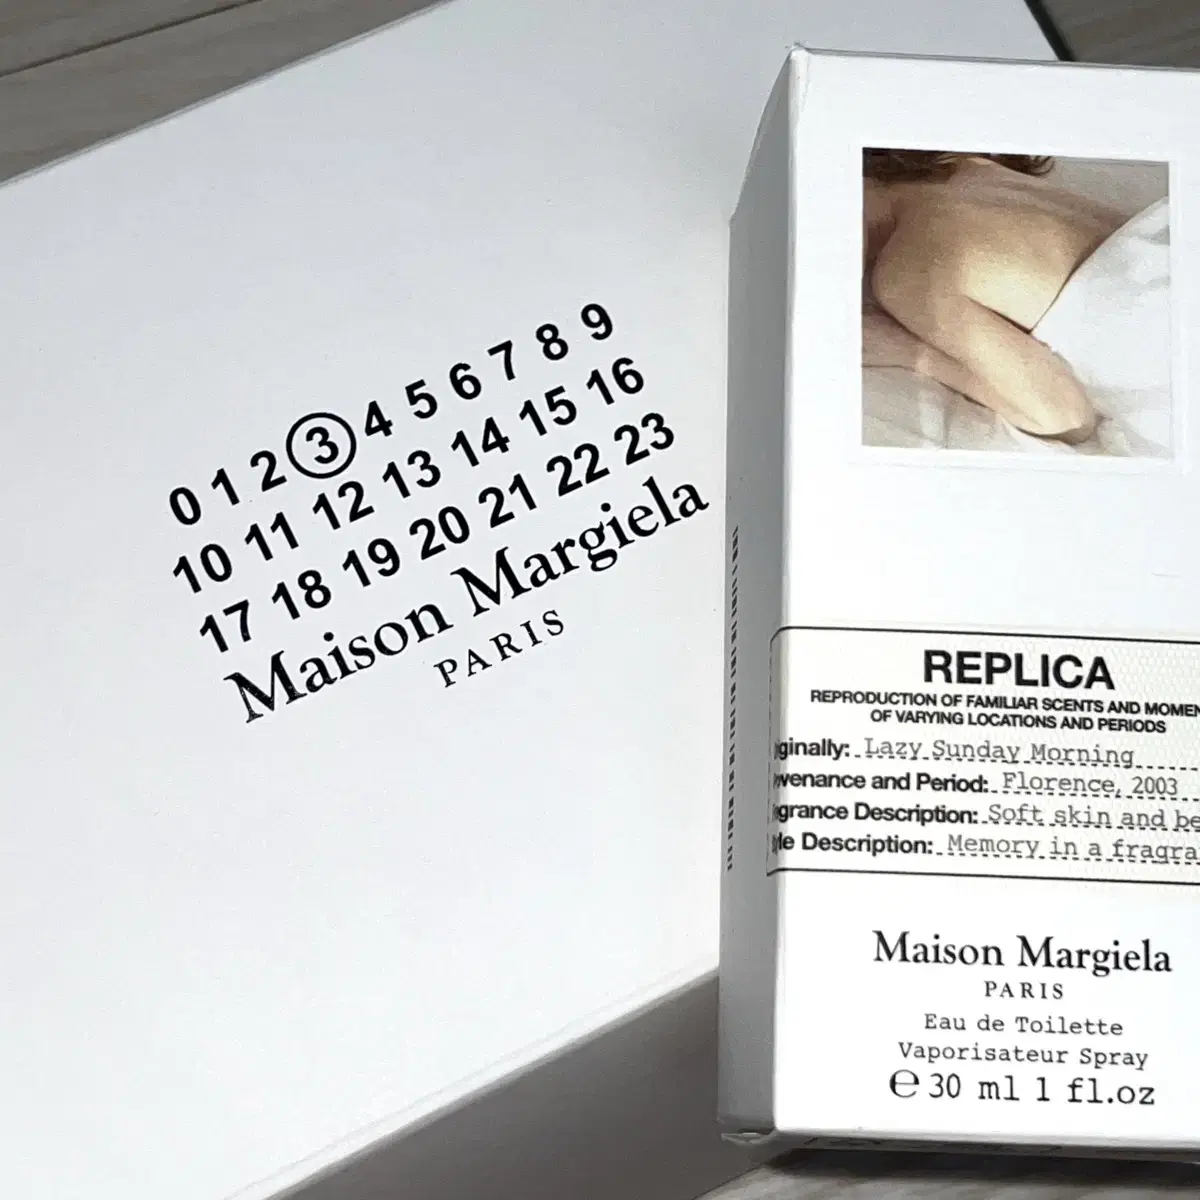 0 1 2 3 4 5 6 7 8 9
10 11 12 13 14 15 16
17 18 19 20 21 22 23
Maison Margiela
PARIS
REPLICA
REPRODUCTION OF FAMILIAR SCENTS AND MOMEN
OF VARYING LOCATIONS AND PERIODS
ginally: Lazy Sunday Morning
venance and Period: Florence, 2003
grance Description: Soft skin and be
le Description: Memory in a fragra
Maison Margiela
PARIS
Eau de Toilette
Vaporisateur Spray
℮ 30 ml 1 fl.oz